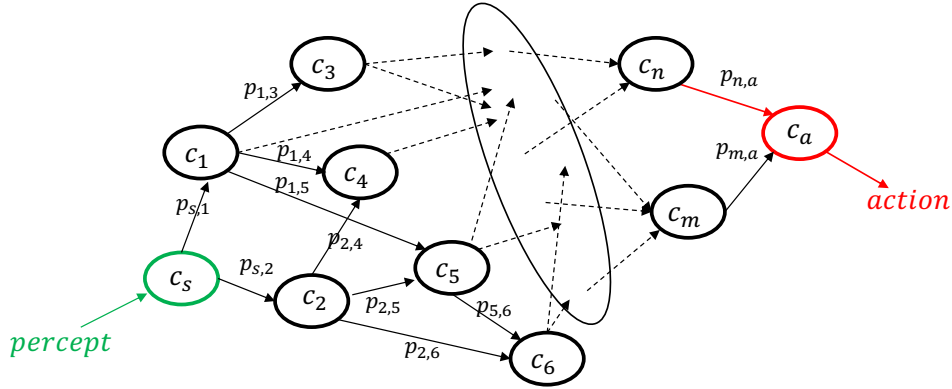 c_3
c_n
p_{1,3}
p_{n,a}
c_a
c_1
p_{1,4}
c_4
p_{m,a}
p_{1,5}
action
p_{s,1}
c_m
p_{2,4}
c_s
p_{s,2}
c_5
c_2
p_{2,5}
p_{5,6}
percept
p_{2,6}
c_6